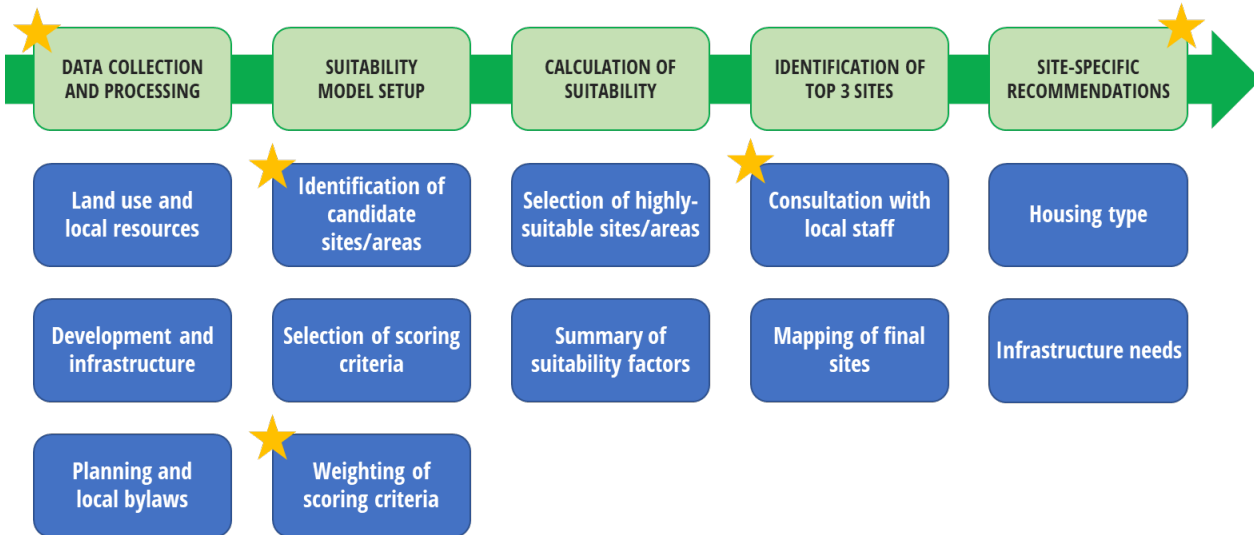 DATA COLLECTION
AND PROCESSING
SUITABILITY
MODEL SETUP
CALCULATION OF
SUITABILITY
IDENTIFICATION OF
TOP 3 SITES
SITE-SPECIFIC
RECOMMENDATIONS
Land use and
local resources
Identification of
candidate
sites/areas
Selection of highly-
suitable sites/areas
Consultation with
local staff
Housing type
Development and
infrastructure
Selection of scoring
criteria
Summary of
suitability factors
Mapping of final
sites
Infrastructure needs
Planning and
local bylaws
Weighting of
scoring criteria